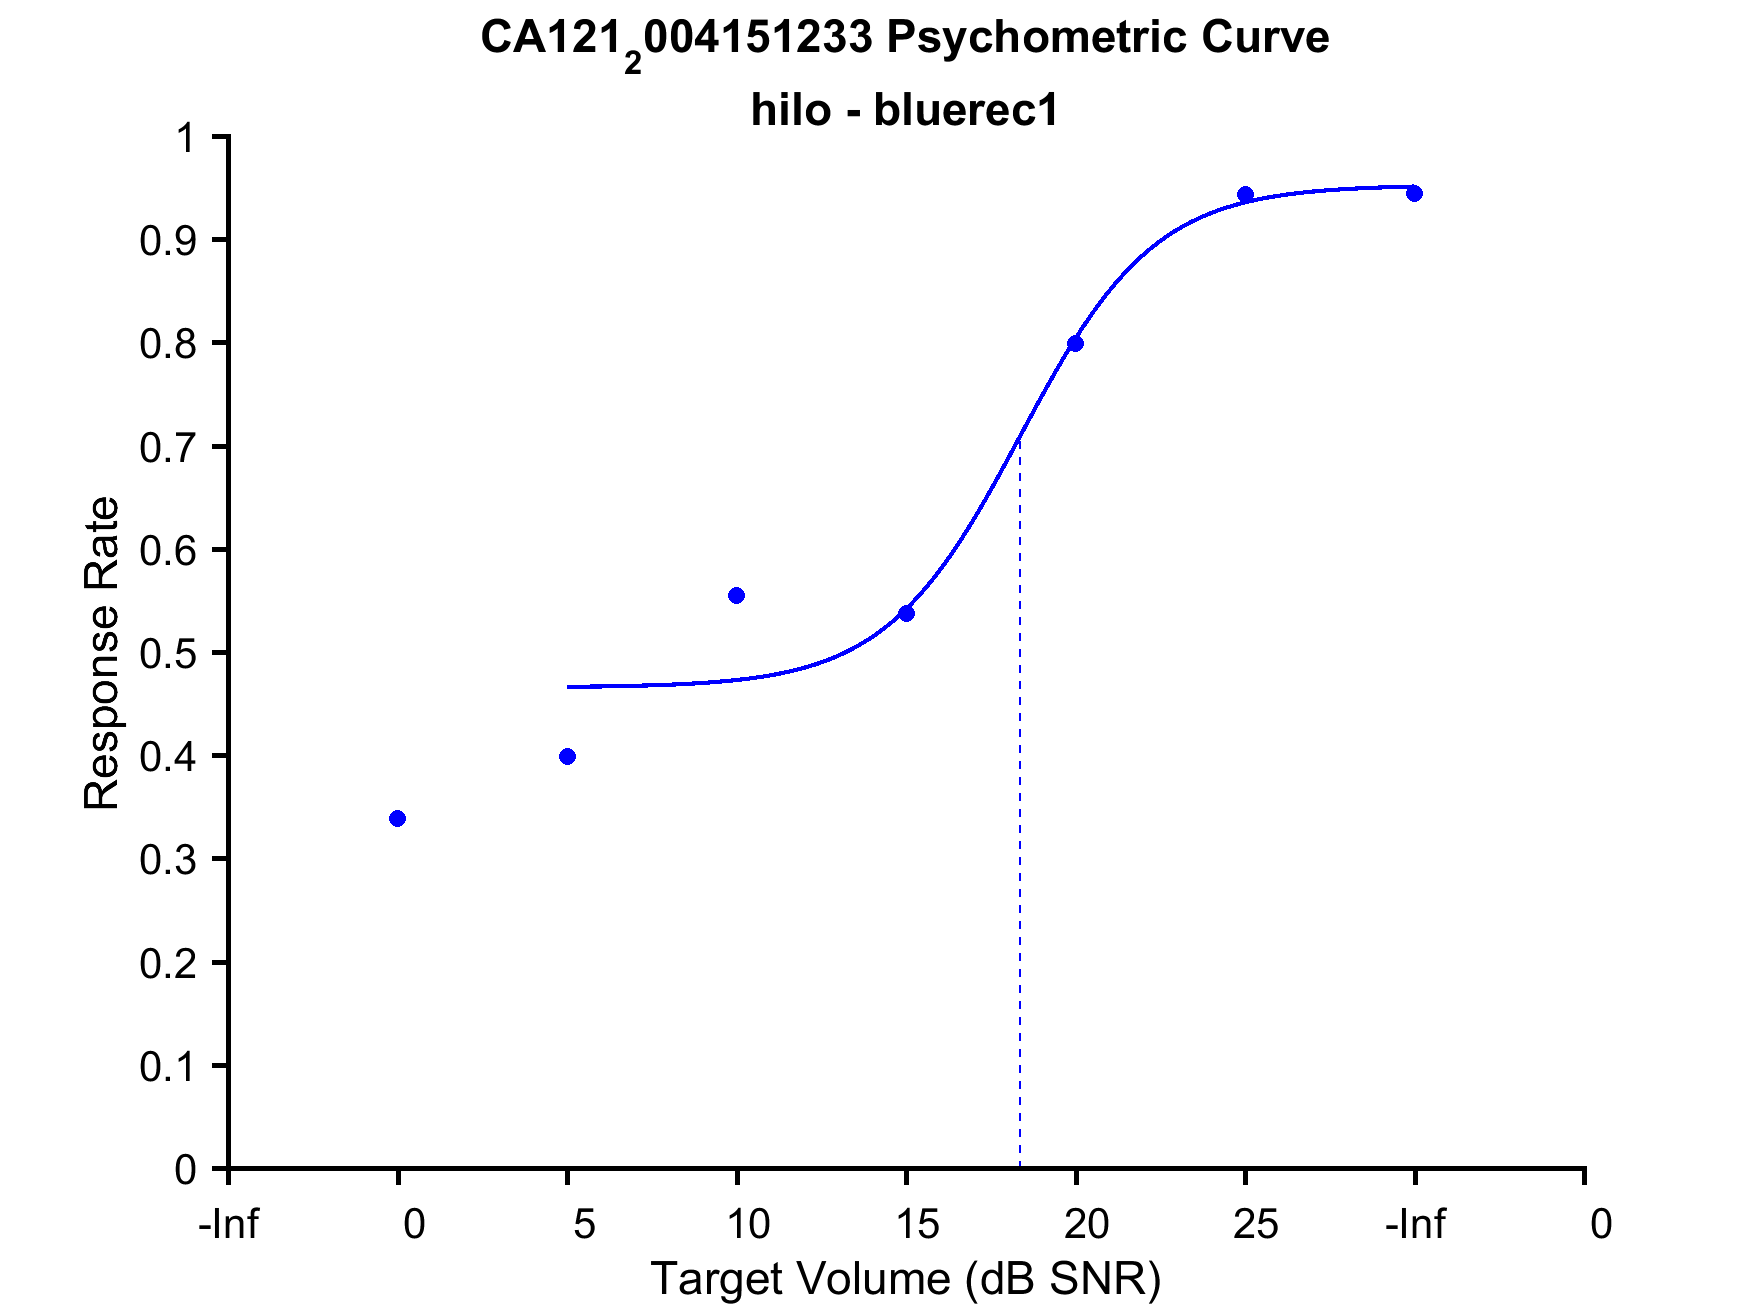 CA121₂004151233 Psychometric Curve
hilo - bluerec1
1
0.9
0.8
0.7
0.6
0.5
0.4
0.3
0.2
0.1
0
Response Rate
-Inf 0 5 10 15 20 25 -Inf 0
Target Volume (dB SNR)